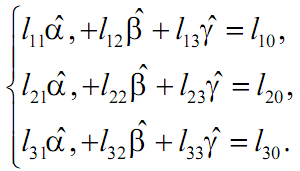 l₁₁α̂, +l₁₂β̂ + l₁₃γ̂ = l₁₀,
l₂₁α̂, +l₂₂β̂ + l₂₃γ̂ = l₂₀,
l₃₁α̂, +l₃₂β̂ + l₃₃γ̂ = l₃₀.